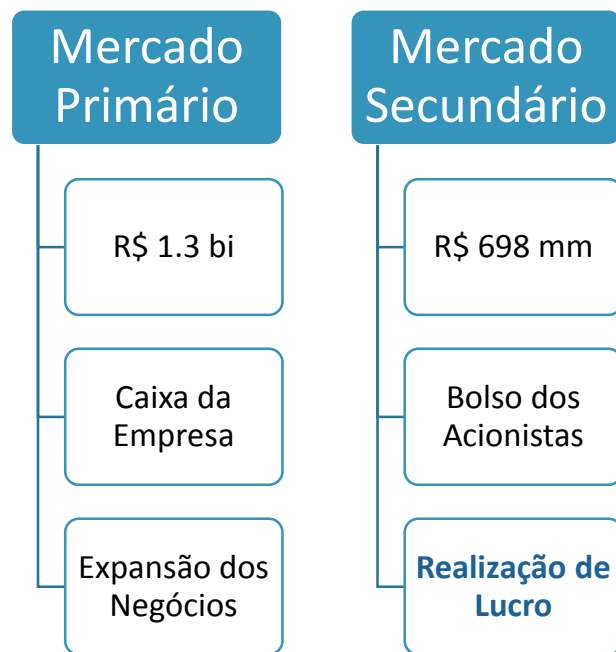 Mercado
Primário
R$ 1.3 bi
Caixa da
Empresa
Expansão dos
Negócios
Mercado
Secundário
R$ 698 mm
Bolso dos
Acionistas
Realização de
Lucro